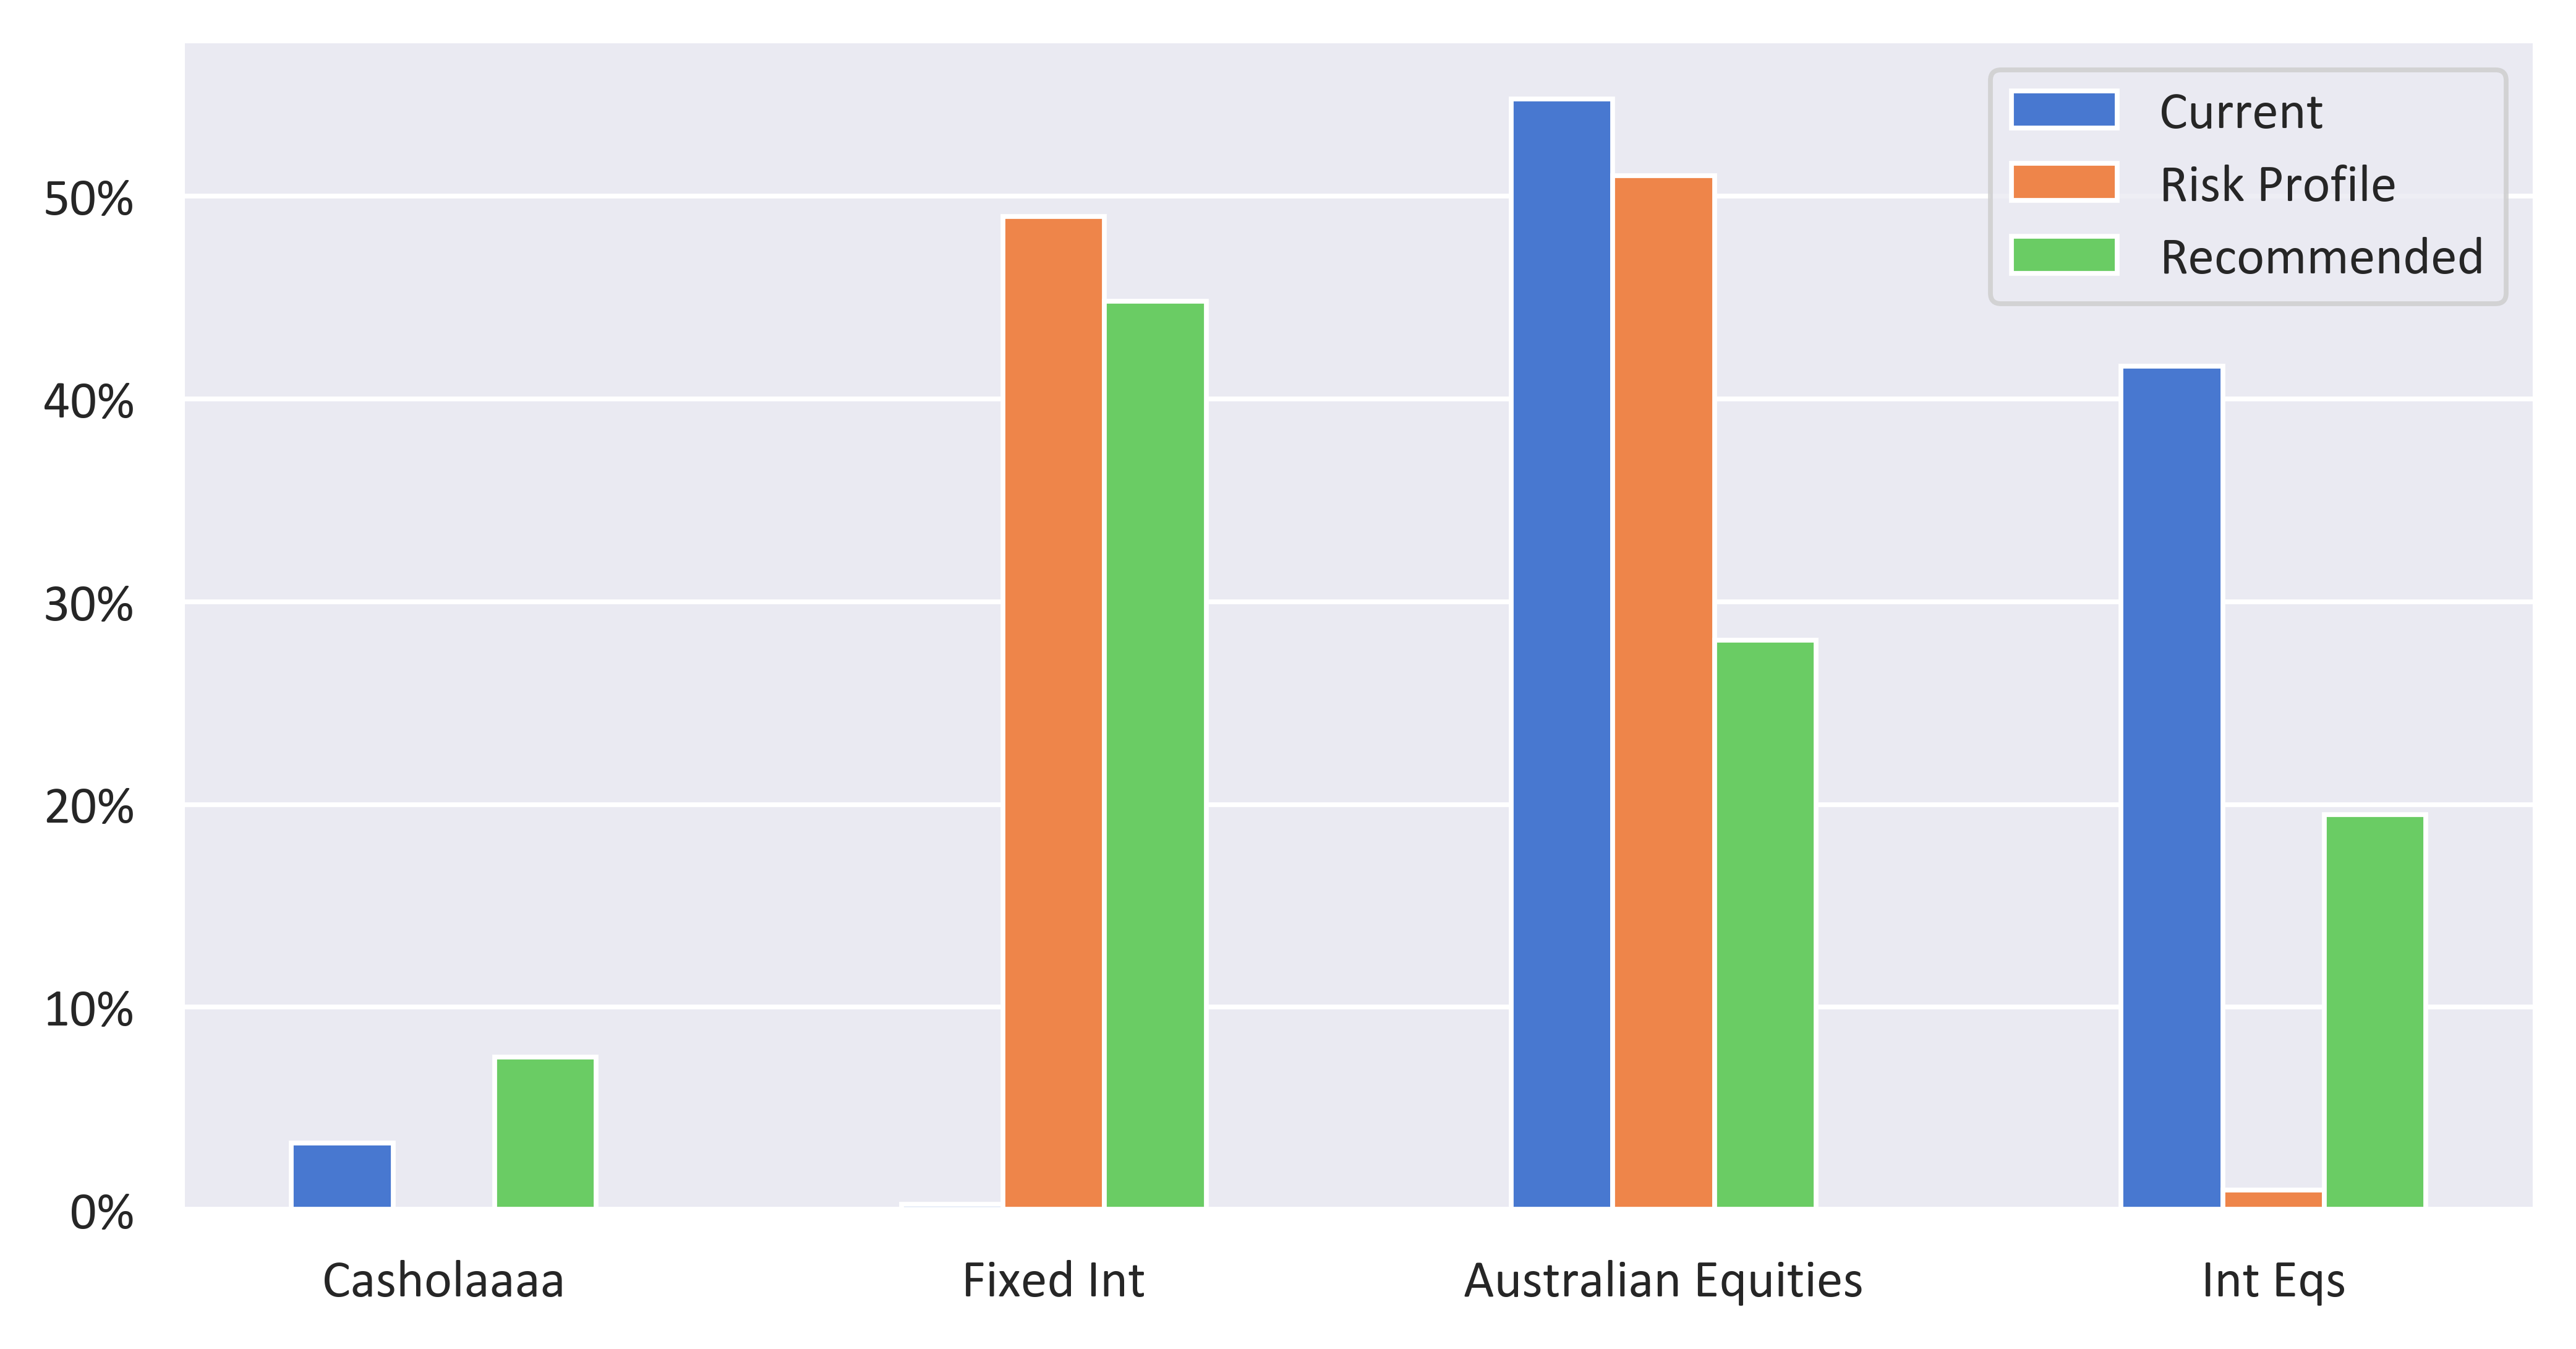 Current
Risk Profile
Recommended
50%
40%
30%
20%
10%
0%
Casholaaaa
Fixed Int
Australian Equities
Int Eqs